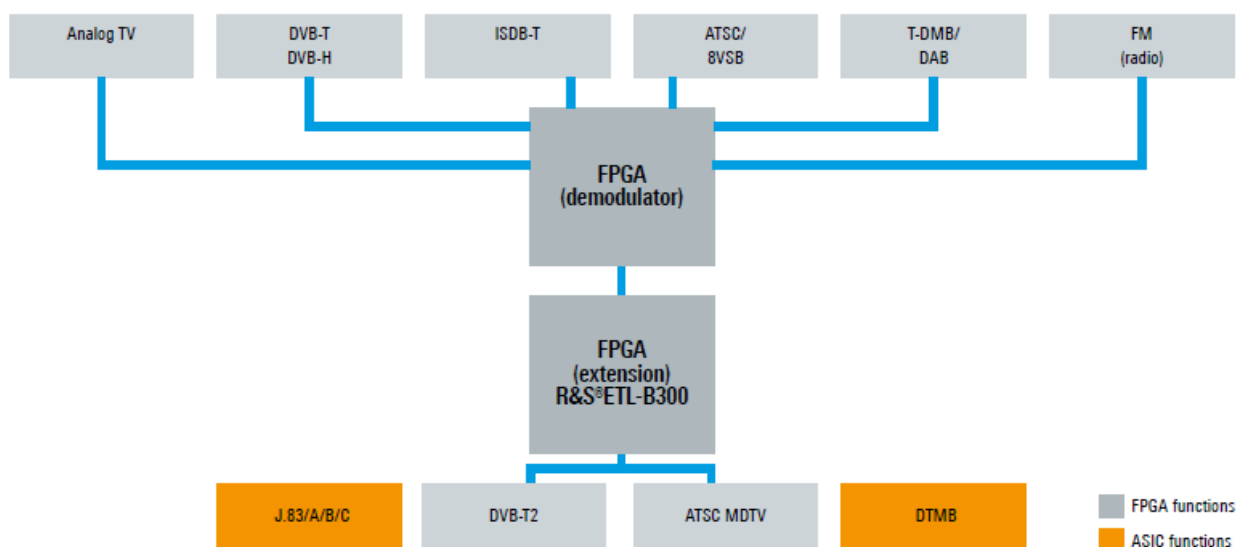 Analog TV
DVB-T
DVB-H
ISDB-T
ATSC/
8VSB
T-DMB/
DAB
FM
(radio)
FPGA
(demodulator)
FPGA
(extension)
R&S®ETL-B300
J.83/A/B/C
DVB-T2
ATSC MDTV
DTMB
FPGA functions
ASIC functions